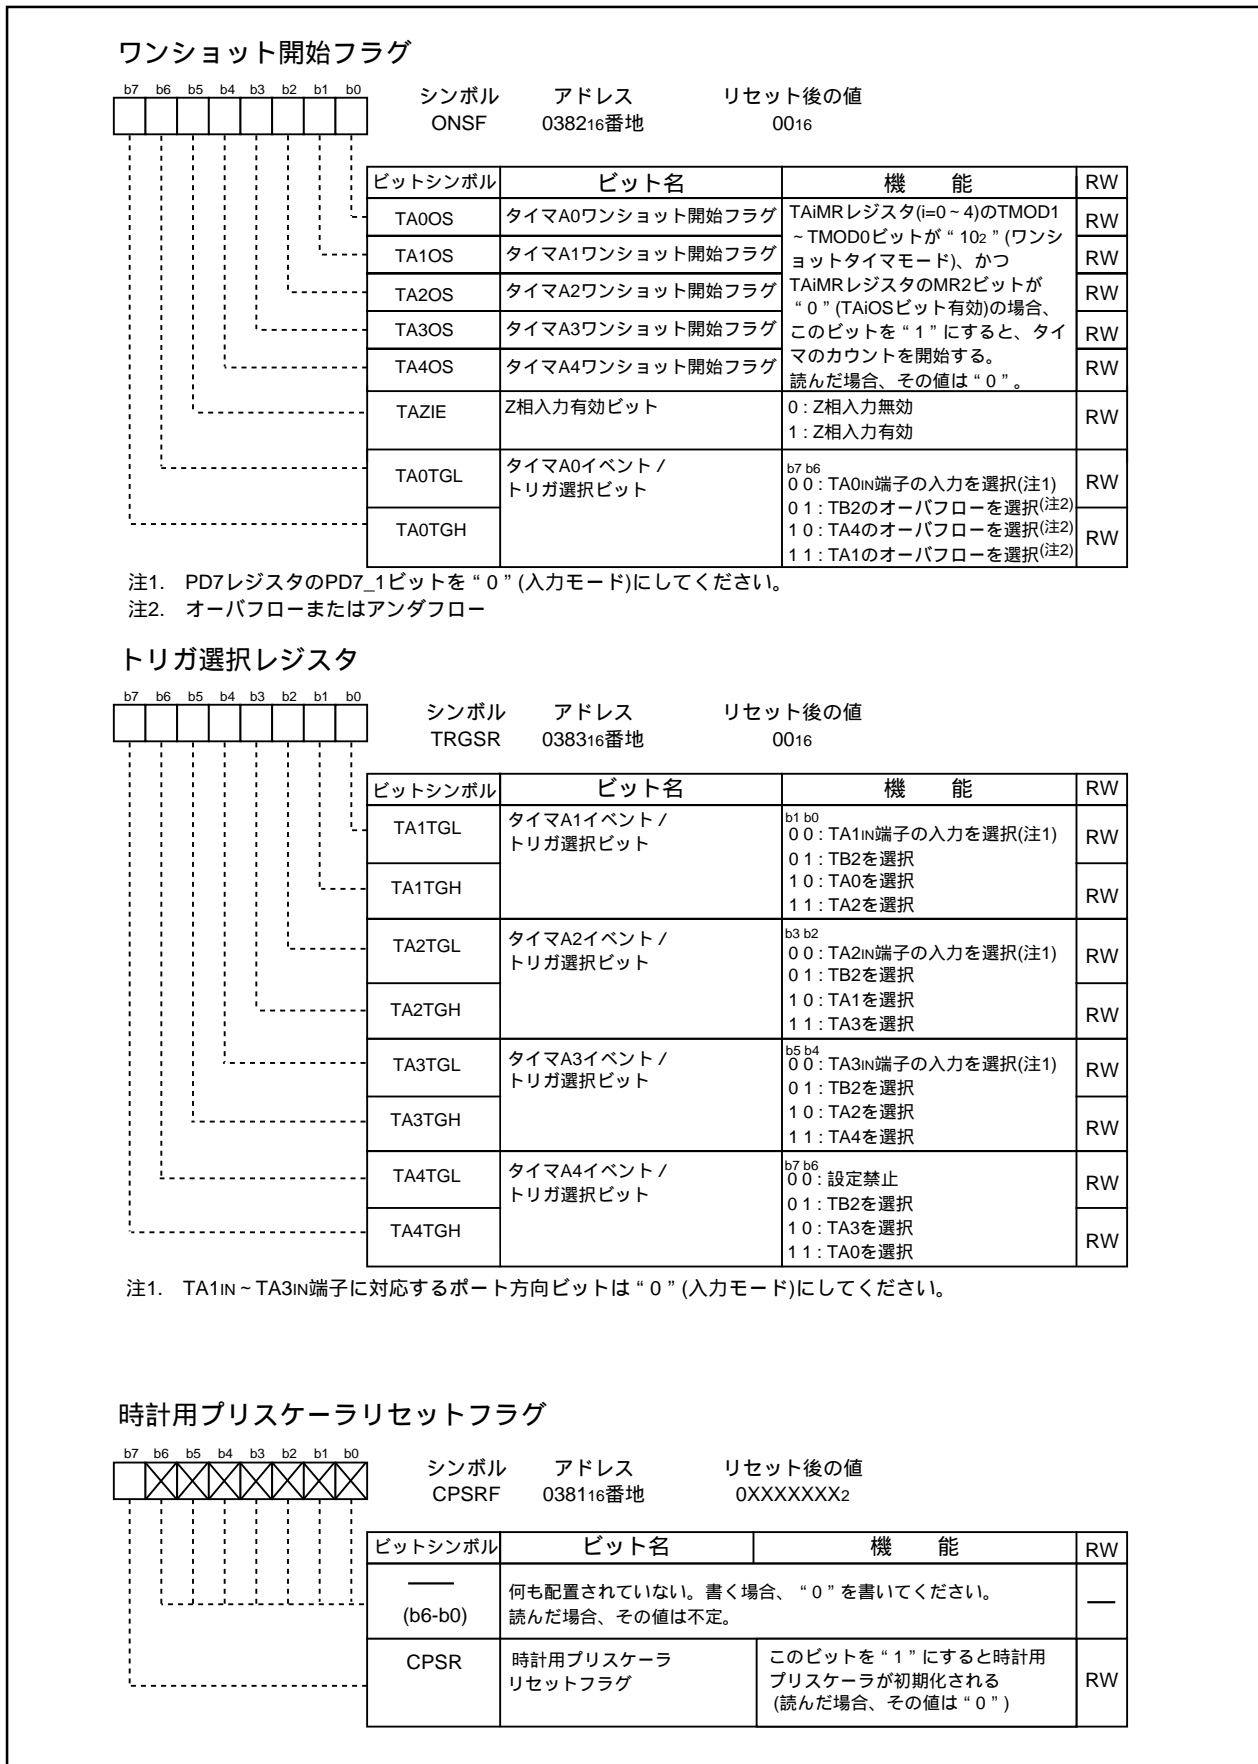 ワンショット開始フラグ
b7 b6 b5 b4 b3 b2 b1 b0
シンボル アドレス リセット後の値
ONSF 038216番地 0016
ビットシンボル ビット名 機 能 RW
TA0OS タイマA0ワンショット開始フラグ RW
TA1OS タイマA1ワンショット開始フラグ RW
TA2OS タイマA2ワンショット開始フラグ RW
TA3OS タイマA3ワンショット開始フラグ RW
TA4OS タイマA4ワンショット開始フラグ RW
TAiMRレジスタ(i=0~4)のTMOD1
~TMOD0ビットが“102”(ワンシ
ョットタイマモード)、かつ
TAiMRレジスタのMR2ビットが
“0”(TAiOSビット有効)の場合、
このビットを“1”にすると、タイ
マのカウントを開始する。
読んだ場合、その値は“0”。
TAZIE Z相入力有効ビット 0:Z相入力無効 RW
1:Z相入力有効
TA0TGL タイマA0イベント/ RW
トリガ選択ビット
TA0TGH RW
b7 b6
0 0:TA0IN端子の入力を選択(注1)
0 1:TB2のオーバフローを選択(注2)
1 0:TA4のオーバフローを選択(注2)
1 1:TA1のオーバフローを選択(注2)
注1. PD7レジスタのPD7_1ビットを“0”(入力モード)にしてください。
注2. オーバフローまたはアンダフロー
トリガ選択レジスタ
b7 b6 b5 b4 b3 b2 b1 b0
シンボル アドレス リセット後の値
TRGSR 038316番地 0016
ビットシンボル ビット名 機 能 RW
TA1TGL タイマA1イベント/ RW
トリガ選択ビット
TA1TGH RW
b1 b0
0 0:TA1IN端子の入力を選択(注1)
0 1:TB2を選択
1 0:TA0を選択
1 1:TA2を選択
TA2TGL タイマA2イベント/ RW
トリガ選択ビット
TA2TGH RW
b3 b2
0 0:TA2IN端子の入力を選択(注1)
0 1:TB2を選択
1 0:TA1を選択
1 1:TA3を選択
TA3TGL タイマA3イベント/ RW
トリガ選択ビット
TA3TGH RW
b5 b4
0 0:TA3IN端子の入力を選択(注1)
0 1:TB2を選択
1 0:TA2を選択
1 1:TA4を選択
TA4TGL タイマA4イベント/ RW
トリガ選択ビット
TA4TGH RW
b7 b6
0 0:設定禁止
0 1:TB2を選択
1 0:TA3を選択
1 1:TA0を選択
注1. TA1IN~TA3IN端子に対応するポート方向ビットは“0”(入力モード)にしてください。
時計用プリスケーラリセットフラグ
b7 b6 b5 b4 b3 b2 b1 b0
シンボル アドレス リセット後の値
CPSRF 038116番地 0XXXXXXX2
ビットシンボル ビット名 機 能 RW
― (b6-b0) 何も配置されていない。書く場合、“0”を書いてください。 ―
読んだ場合、その値は不定。
CPSR 時計用プリスケーラ RW
リセットフラグ
このビットを“1”にすると時計用
プリスケーラが初期化される
(読んだ場合、その値は“0”)